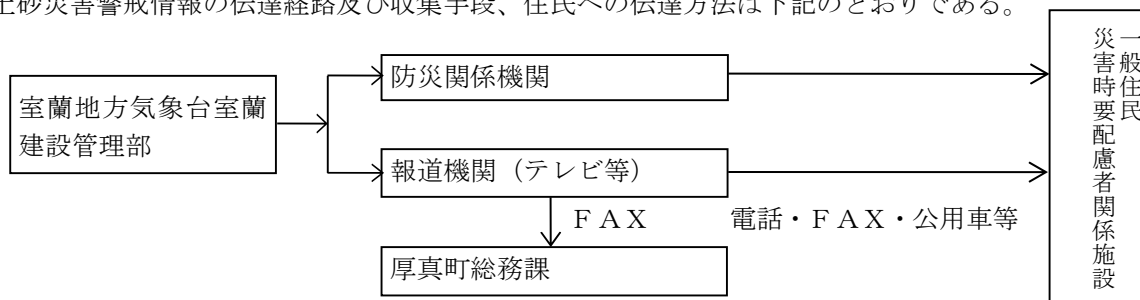 土砂災害警戒情報の伝達経路及び収集手段、住民への伝達方法は下記のとおりである。
室蘭地方気象台室蘭
建設管理部
防災関係機関
報道機関（テレビ等）
ＦＡＸ
電話・ＦＡＸ・公用車等
厚真町総務課
一般住民
災害時要配慮者関係施設